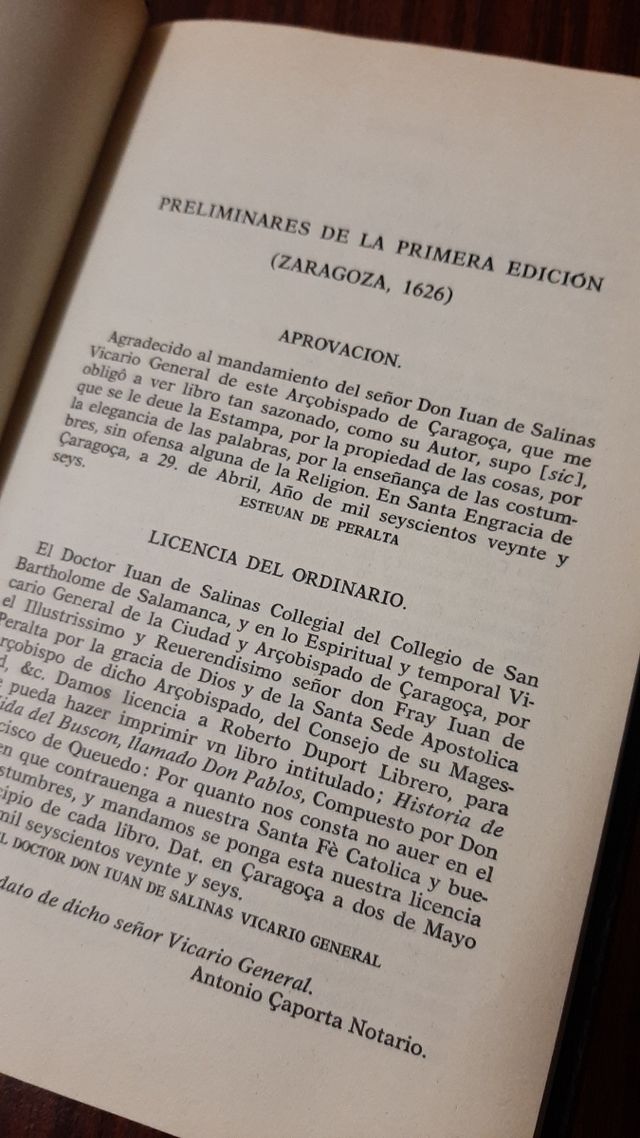 PRELIMINARES DE LA PRIMERA EDICIÓN
(ZARAGOZA, 1626)
APROVACION.
Agradecido al mandamiento del señor Don Iuan de Salinas
Vicario General de este Arçobispado de Çaragoça, que me
obligô a ver libro tan sazonado, como su Autor, supo [sic],
que se le deue la Estampa, por la propiedad de las cosas, por
la elegancia de las palabras, por la enseñança de las costum-
bres, sin ofensa alguna de la Religion. En Santa Engracia de
Çaragoça, a 29. de Abril, Año de mil seyscientos veynte y
seys.
ESTEUAN DE PERALTA
LICENCIA DEL ORDINARIO.
El Doctor Iuan de Salinas Collegial del Collegio de San
Bartholome de Salamanca, y en lo Espiritual y temporal Vi-
cario General de la Ciudad y Arçobispado de Çaragoça, por
el Illustrissimo y Reuerendisimo señor don Fray Iuan de
Peralta por la gracia de Dios y de la Santa Sede Apostolica
rçobispo de dicho Arçobispado, del Consejo de su Mages-
d, &c. Damos licencia a Roberto Duport Librero, para
e pueda hazer imprimir vn libro intitulado; Historia de
ida del Buscon, llamado Don Pablos, Compuesto por Don
cisco de Queuedo: Por quanto nos consta no auer en el
en que contrauenga a nuestra Santa Fè Catolica y bue-
stumbres, y mandamos se ponga esta nuestra licencia
cipio de cada libro. Dat. en Çaragoça a dos de Mayo
mil seyscientos veynte y seys.
L DOCTOR DON IUAN DE SALINAS VICARIO GENERAL
dato de dicho señor Vicario General.
Antonio Çaporta Notario.